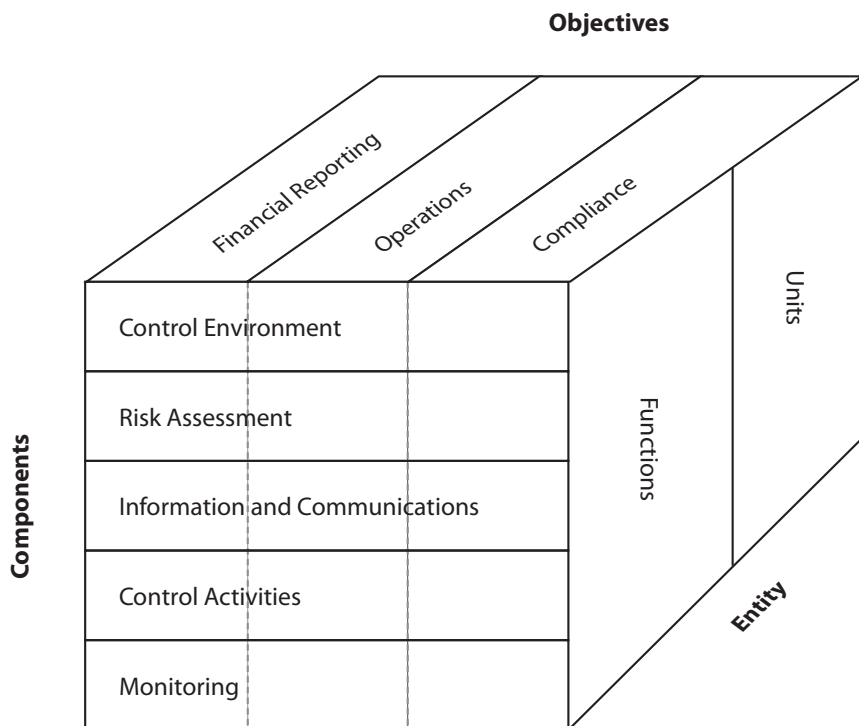 Objectives
Financial Reporting
Operations
Compliance
Control Environment
Risk Assessment
Information and Communications
Control Activities
Monitoring
Components
Functions
Units
Entity